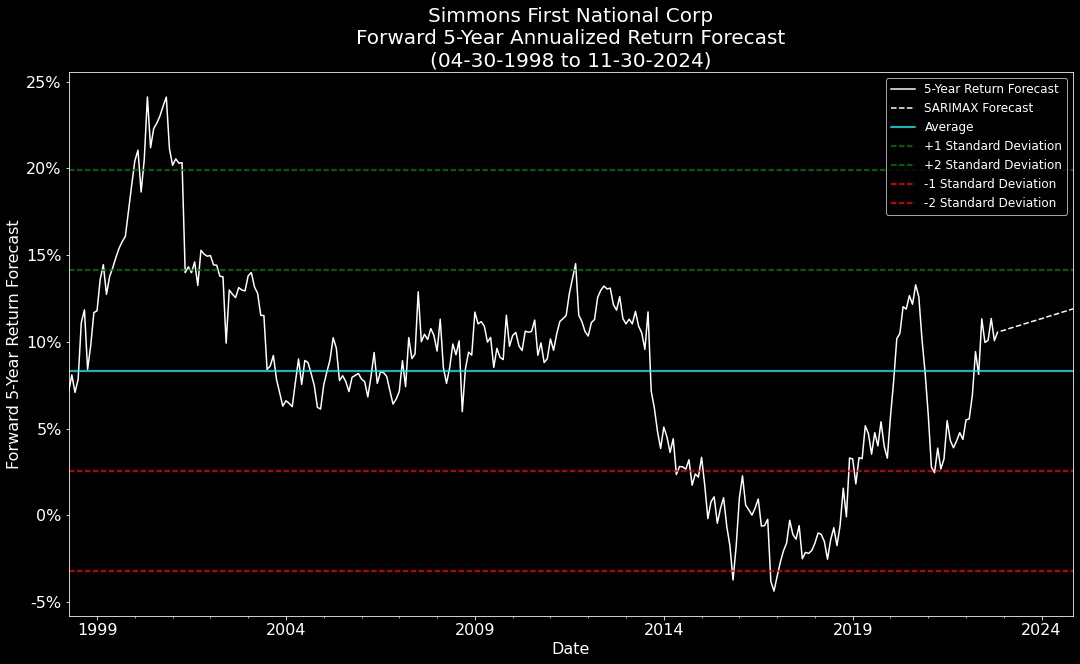 Simmons First National Corp
Forward 5-Year Annualized Return Forecast
(04-30-1998 to 11-30-2024)
Forward 5-Year Return Forecast
25%
20%
15%
10%
5%
0%
-5%
5-Year Return Forecast
SARIMAX Forecast
Average
+1 Standard Deviation
+2 Standard Deviation
-1 Standard Deviation
-2 Standard Deviation
1999
2004
2009
2014
2019
2024
Date